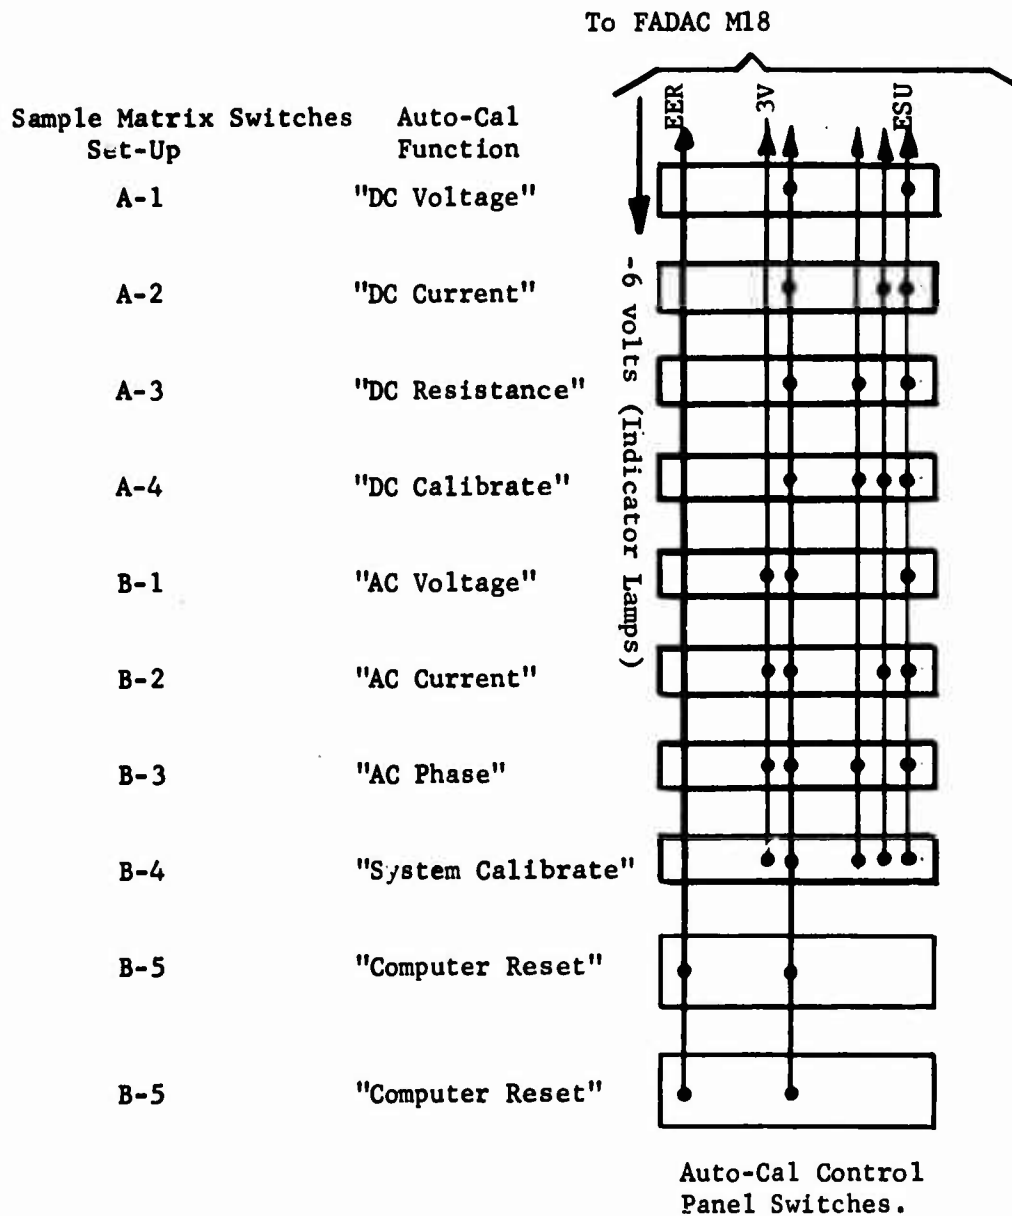 To FADAC M18
EER
3V
ESU
Sample Matrix Switches
Set-Up
Auto-Cal
Function
A-1 "DC Voltage"
A-2 "DC Current"
A-3 "DC Resistance"
A-4 "DC Calibrate"
B-1 "AC Voltage"
B-2 "AC Current"
B-3 "AC Phase"
B-4 "System Calibrate"
B-5 "Computer Reset"
B-5 "Computer Reset"
-6 volts (Indicator Lamps)
Auto-Cal Control
Panel Switches.